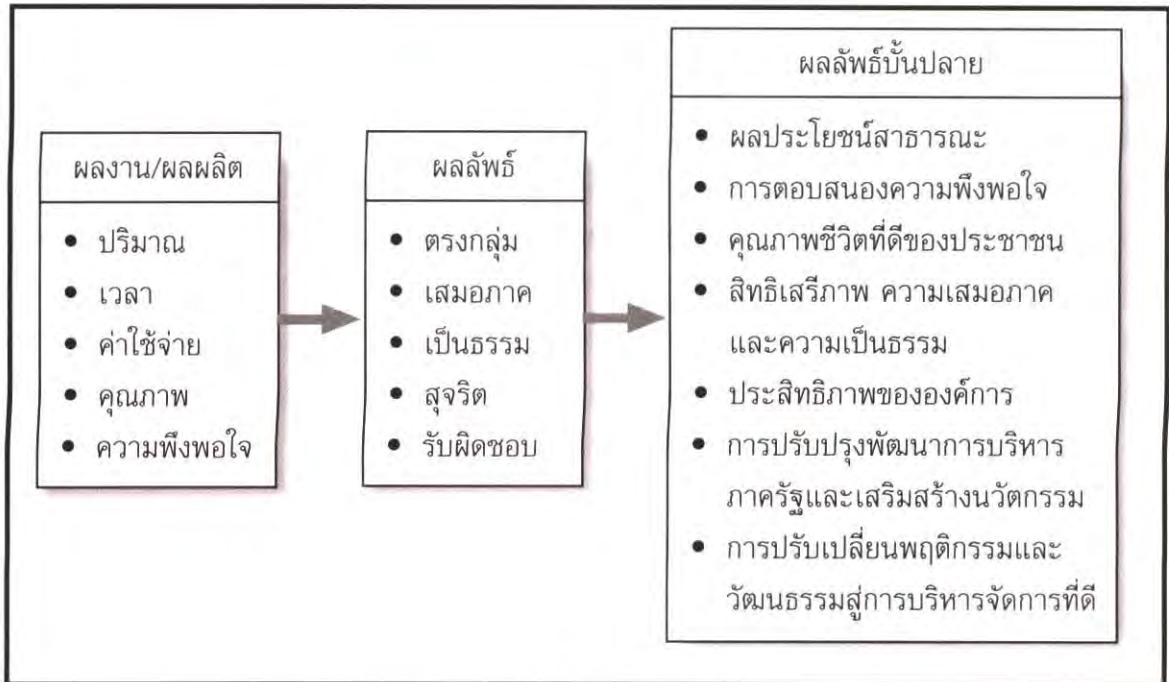 ผลงาน/ผลผลิต
• ปริมาณ
• เวลา
• ค่าใช้จ่าย
• คุณภาพ
• ความพึงพอใจ
ผลลัพธ์
• ตรงกลุ่ม
• เสมอภาค
• เป็นธรรม
• สุจริต
• รับผิดชอบ
ผลลัพธ์บั้นปลาย
• ผลประโยชน์สาธารณะ
• การตอบสนองความพึงพอใจ
• คุณภาพชีวิตที่ดีของประชาชน
• สิทธิเสรีภาพ ความเสมอภาค
และความเป็นธรรม
• ประสิทธิภาพขององค์การ
• การปรับปรุงพัฒนาการบริหาร
ภาครัฐและเสริมสร้างนวัตกรรม
• การปรับเปลี่ยนพฤติกรรมและ
วัฒนธรรมสู่การบริหารจัดการที่ดี